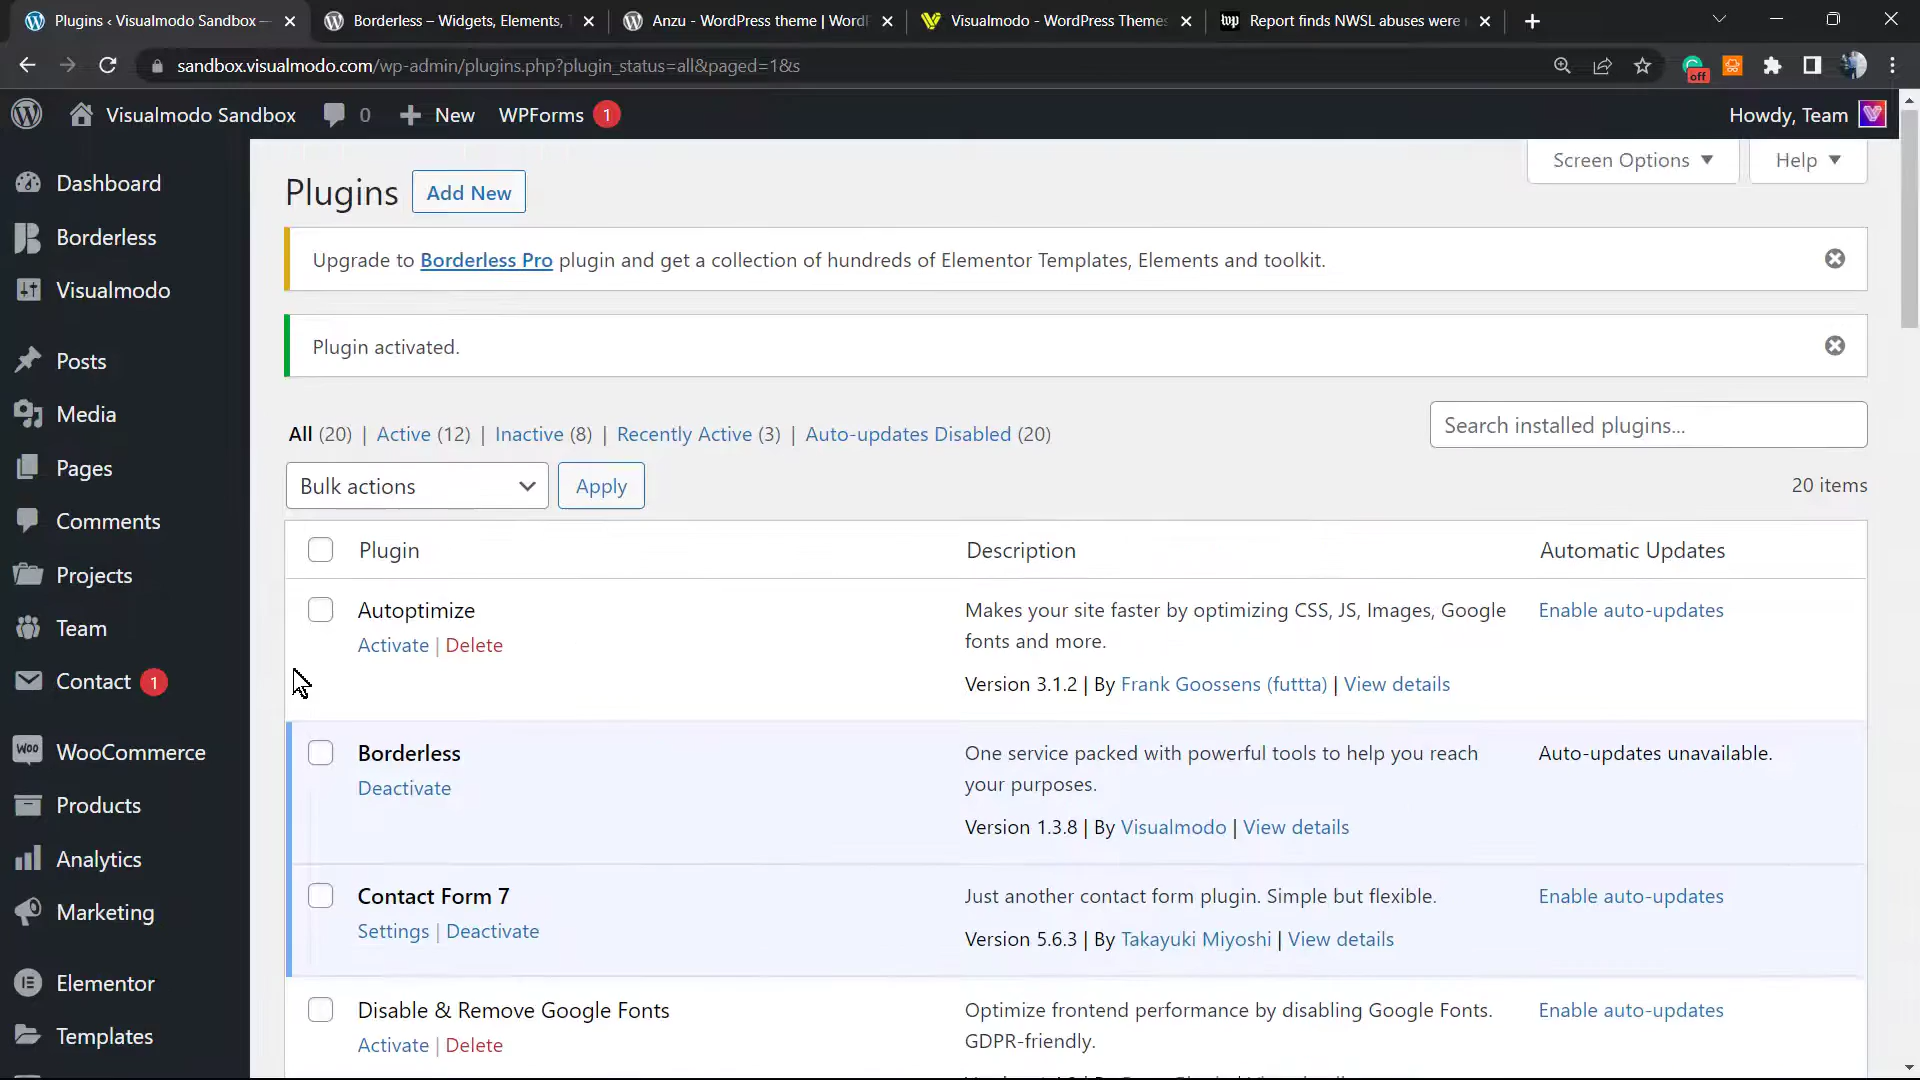 Plugins ‹ Visualmodo Sandbox —
Borderless – Widgets, Elements,
Anzu - WordPress theme | Word
Visualmodo - WordPress Themes
Report finds NWSL abuses were
sandbox.visualmodo.com/wp-admin/plugins.php?plugin_status=all&paged=1&s
off
Visualmodo Sandbox
0
New
WPForms 1
Howdy, Team
Dashboard
Borderless
Visualmodo
Posts
Media
Pages
Comments
Projects
Team
Contact 1
Woo
WooCommerce
Products
Analytics
Marketing
Elementor
Templates
Screen Options
Help
Plugins
Add New
Upgrade to Borderless Pro plugin and get a collection of hundreds of Elementor Templates, Elements and toolkit.
Plugin activated.
All (20) | Active (12) | Inactive (8) | Recently Active (3) | Auto-updates Disabled (20)
Search installed plugins...
Bulk actions
Apply
20 items
Plugin
Description
Automatic Updates
Autoptimize
Activate | Delete
Makes your site faster by optimizing CSS, JS, Images, Google
fonts and more.
Version 3.1.2 | By Frank Goossens (futtta) | View details
Enable auto-updates
Borderless
Deactivate
One service packed with powerful tools to help you reach
your purposes.
Version 1.3.8 | By Visualmodo | View details
Auto-updates unavailable.
Contact Form 7
Settings | Deactivate
Just another contact form plugin. Simple but flexible.
Version 5.6.3 | By Takayuki Miyoshi | View details
Enable auto-updates
Disable & Remove Google Fonts
Activate | Delete
Optimize frontend performance by disabling Google Fonts.
GDPR-friendly.
Enable auto-updates